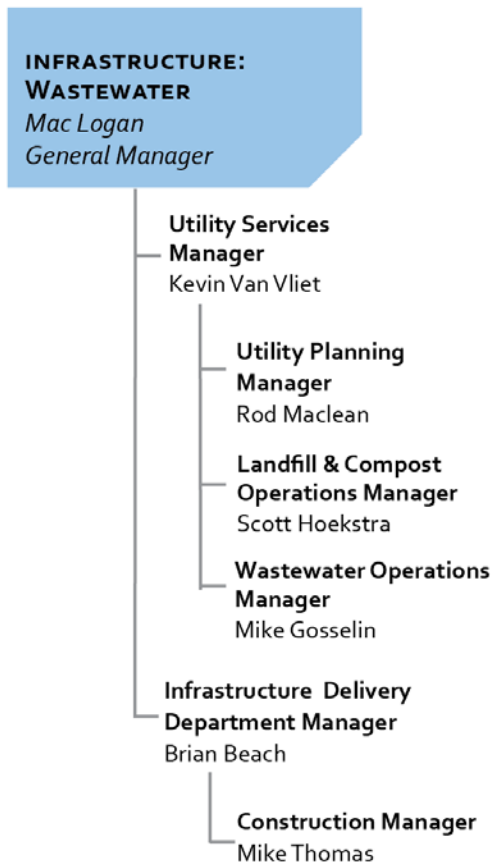 INFRASTRUCTURE:
WASTEWATER
Mac Logan
General Manager
Utility Services
Manager
Kevin Van Vliet
Utility Planning
Manager
Rod Maclean
Landfill & Compost
Operations Manager
Scott Hoekstra
Wastewater Operations
Manager
Mike Gosselin
Infrastructure Delivery
Department Manager
Brian Beach
Construction Manager
Mike Thomas